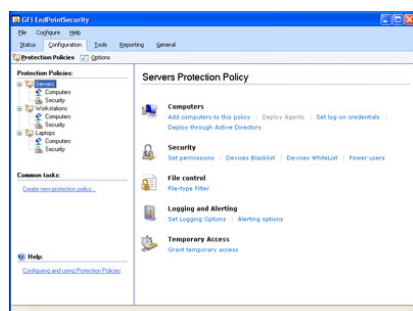 GFI EndPointSecurity
File Configure Help
Status Configuration Tools Reporting General
Protection Policies Options
Protection Policies:
Servers
Computers
Security
Workstations
Computers
Security
Laptops
Computers
Security
Common tasks:
Create new protection policy...
Help:
Configuring and using Protection Policies
Servers Protection Policy
Computers
Add computers to this policy | Deploy Agents | Set log-on credentials |
Deploy through Active Directory
Security
Set permissions | Devices Blacklist | Devices WhiteList | Power users
File control
File-type Filter
Logging and Alerting
Set Logging Options | Alerting options
Temporary Access
Grant temporary access